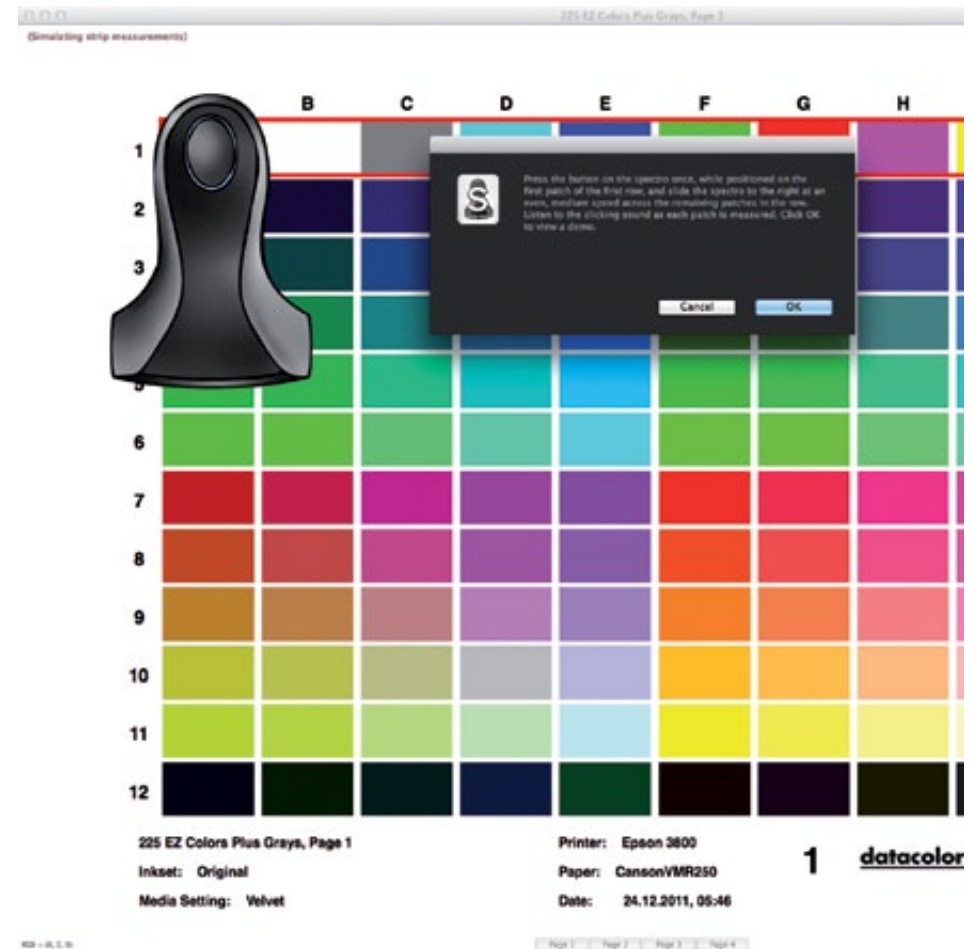 225 EZ Colors Plus Grays, Page 1
(Simulating strip measurements)
B C D E F G H
1
2
3
Press the button on the spectro once, while positioned on the
first patch of the first row, and slide the spectro to the right at an
even, medium speed across the remaining patches in the row.
Listen to the clicking sound as each patch is measured. Click OK
to view a demo.
S
Cancel OK
5
6
7
8
9
10
11
12
225 EZ Colors Plus Grays, Page 1
Inkset: Original
Media Setting: Velvet
Printer: Epson 3800
Paper: CansonVMR250
Date: 24.12.2011, 05:46
1
datacolor
Page 1 Page 2 Page 3 Page 4